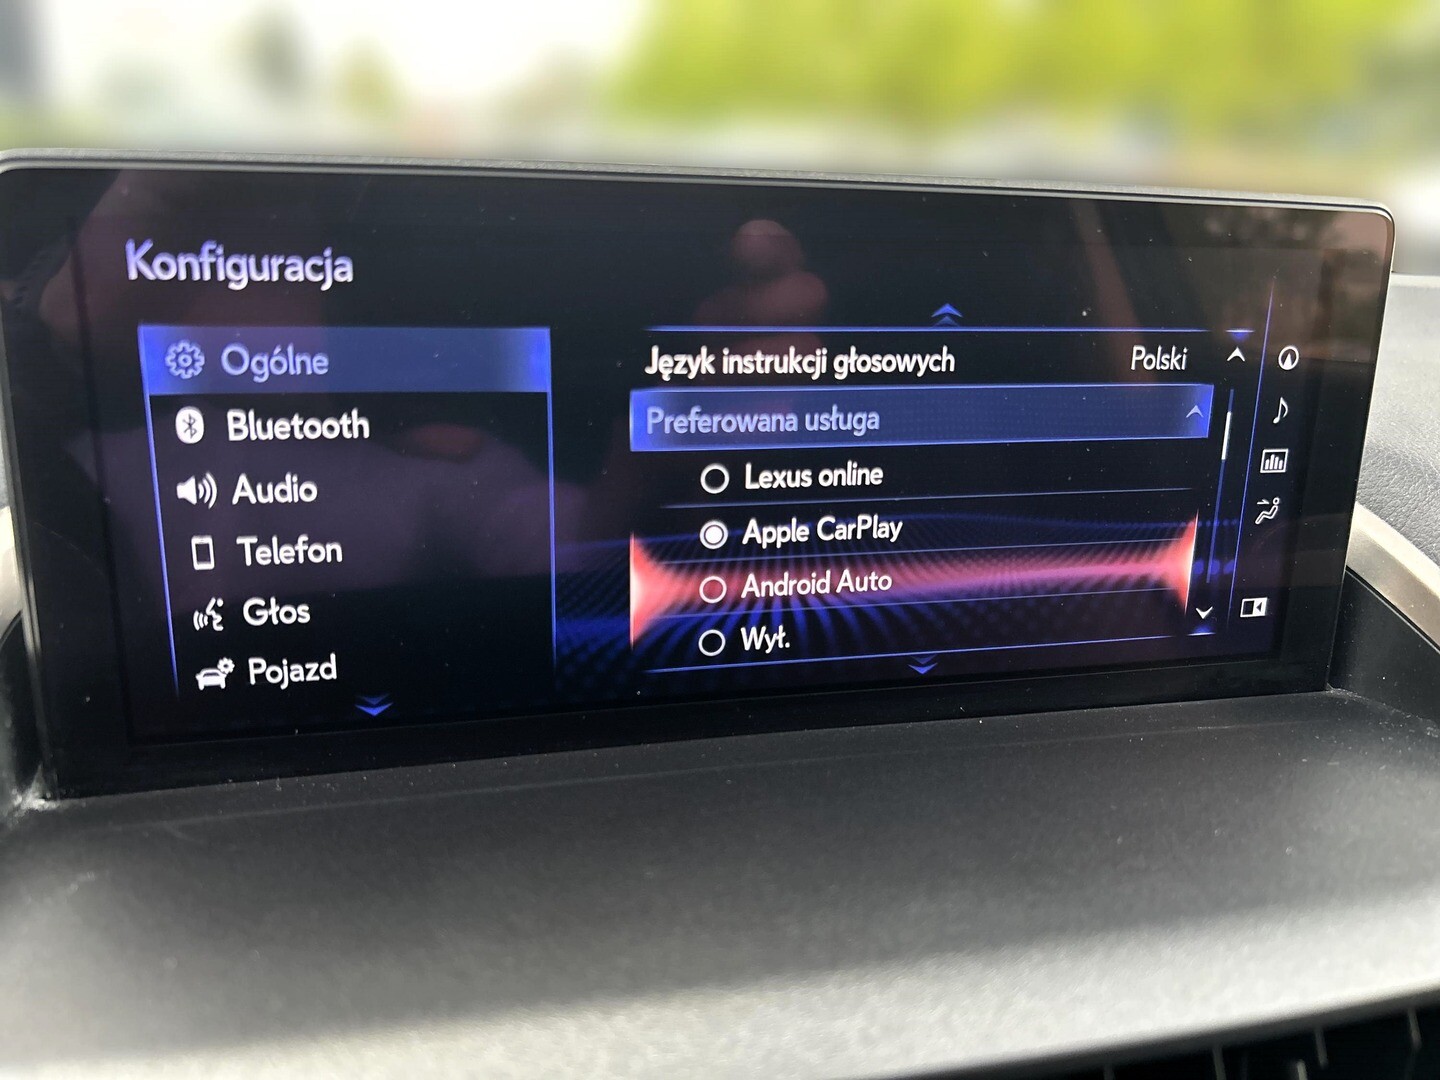 Konfiguracja
Ogólne
Bluetooth
Audio
Telefon
Głos
Pojazd
Język instrukcji głosowych Polski
Preferowana usługa
Lexus online
Apple CarPlay
Android Auto
Wył.